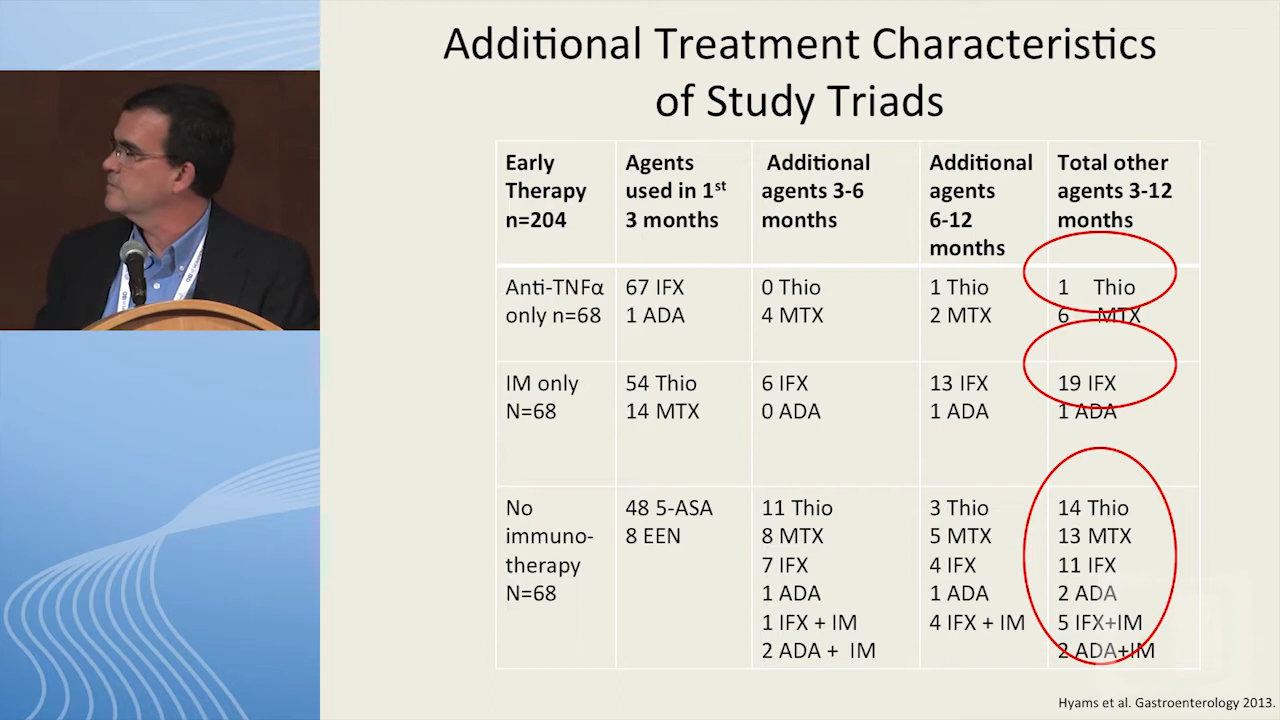 Additional Treatment Characteristics
of Study Triads
Early
Therapy
n=204
Agents
used in 1st
3 months
Additional
agents 3-6
months
Additional
agents
6-12
months
Total other
agents 3-12
months
Anti-TNFα
only n=68
67 IFX
1 ADA
0 Thio
4 MTX
1 Thio
2 MTX
1 Thio
6 MTX
IM only
N=68
54 Thio
14 MTX
6 IFX
0 ADA
13 IFX
1 ADA
19 IFX
1 ADA
No
immuno-
therapy
N=68
48 5-ASA
8 EEN
11 Thio
8 MTX
7 IFX
1 ADA
1 IFX + IM
2 ADA + IM
3 Thio
5 MTX
4 IFX
1 ADA
4 IFX + IM
14 Thio
13 MTX
11 IFX
2 ADA
5 IFX+IM
2 ADA+IM
Hyams et al. Gastroenterology 2013.